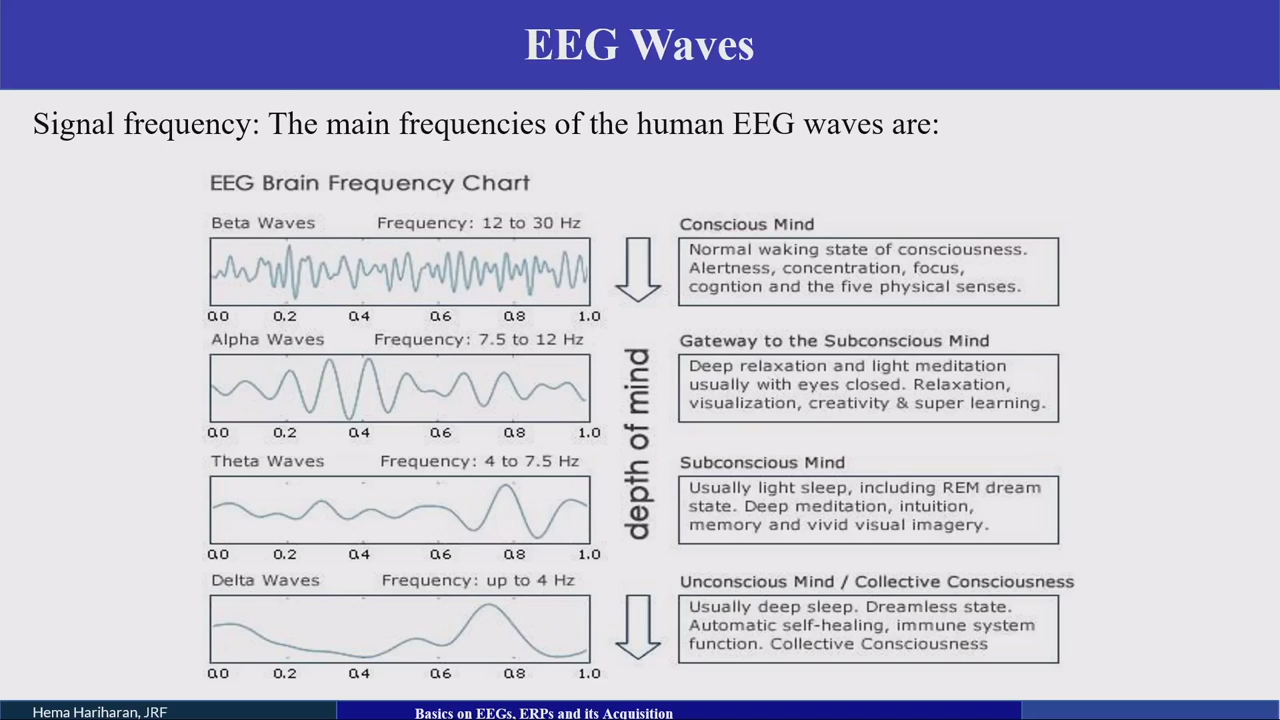 EEG Waves
Signal frequency: The main frequencies of the human EEG waves are:
EEG Brain Frequency Chart
Beta Waves Frequency: 12 to 30 Hz
0.0 0.2 0.4 0.6 0.8 1.0
Conscious Mind
Normal waking state of consciousness.
Alertness, concentration, focus,
cogntion and the five physical senses.
Alpha Waves Frequency: 7.5 to 12 Hz
0.0 0.2 0.4 0.6 0.8 1.0
Gateway to the Subconscious Mind
Deep relaxation and light meditation
usually with eyes closed. Relaxation,
visualization, creativity & super learning.
depth of mind
Theta Waves Frequency: 4 to 7.5 Hz
0.0 0.2 0.4 0.6 0.8 1.0
Subconscious Mind
Usually light sleep, including REM dream
state. Deep meditation, intuition,
memory and vivid visual imagery.
Delta Waves Frequency: up to 4 Hz
0.0 0.2 0.4 0.6 0.8 1.0
Unconscious Mind / Collective Consciousness
Usually deep sleep. Dreamless state.
Automatic self-healing, immune system
function. Collective Consciousness
Hema Hariharan, JRF
Basics on EEGs, ERPs and its Acquisition